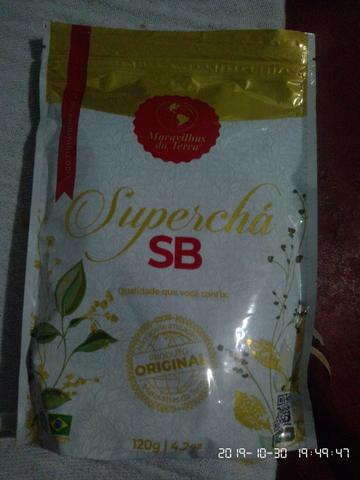 Maravilhas
da Terra
Superchá
SB
Qualidade que você confia.
PRODUTO
ORIGINAL
120g | 4.2oz
2019-10-30 19:49:47